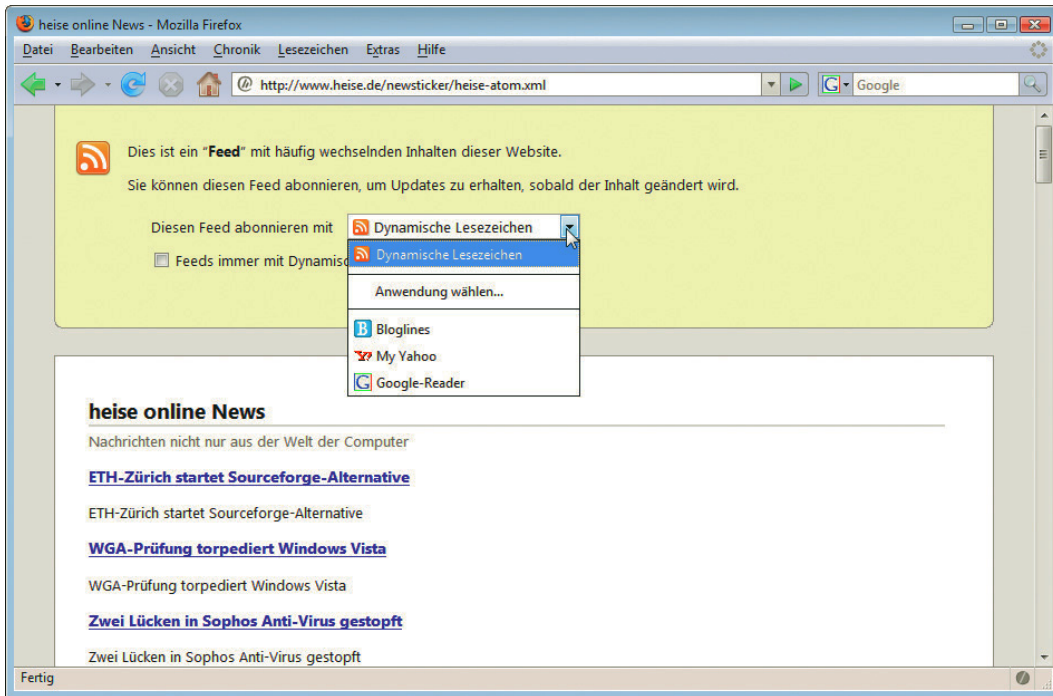 heise online News - Mozilla Firefox
Datei Bearbeiten Ansicht Chronik Lesezeichen Extras Hilfe
http://www.heise.de/newsticker/heise-atom.xml G Google
Dies ist ein “Feed” mit häufig wechselnden Inhalten dieser Website.
Sie können diesen Feed abonnieren, um Updates zu erhalten, sobald der Inhalt geändert wird.
Diesen Feed abonnieren mit Dynamische Lesezeichen
Dynamische Lesezeichen
Feeds immer mit Dynamisc
Anwendung wählen...
B Bloglines
Y? My Yahoo
G Google-Reader
heise online News
Nachrichten nicht nur aus der Welt der Computer
ETH-Zürich startet Sourceforge-Alternative
ETH-Zürich startet Sourceforge-Alternative
WGA-Prüfung torpediert Windows Vista
WGA-Prüfung torpediert Windows Vista
Zwei Lücken in Sophos Anti-Virus gestopft
Zwei Lücken in Sophos Anti-Virus gestopft
Fertig